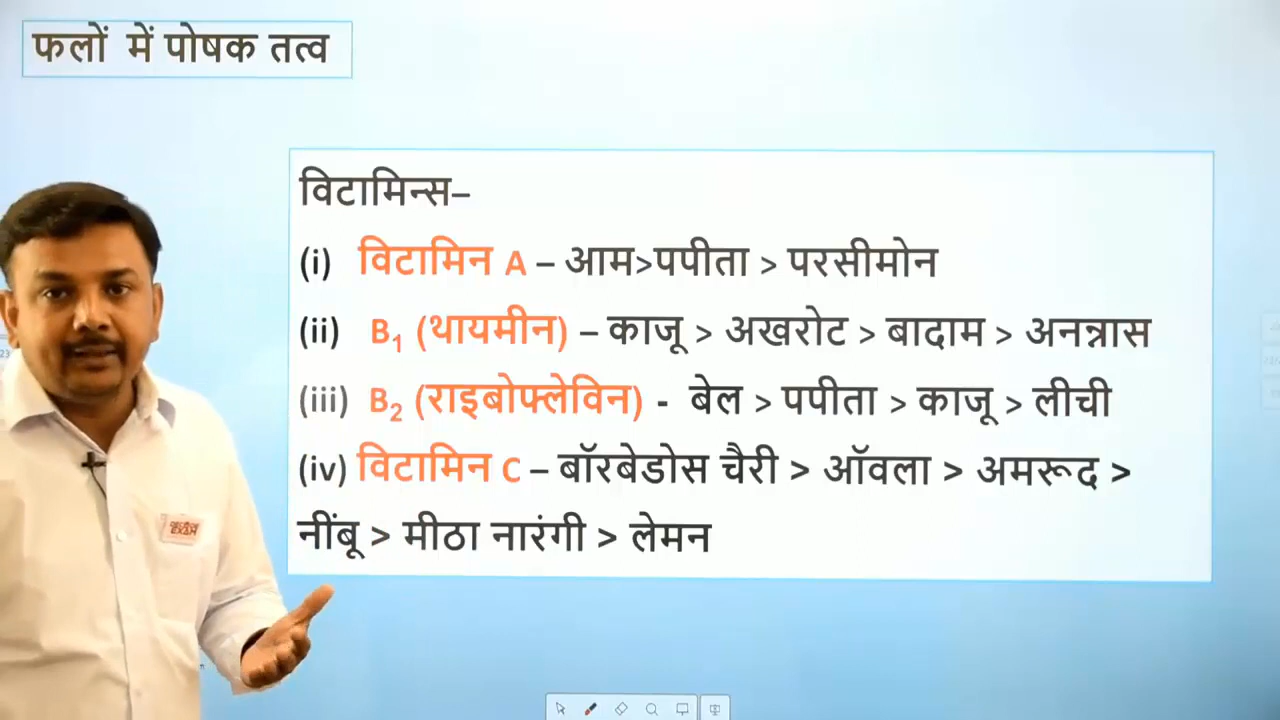 फलों में पोषक तत्व
विटामिन्स–
(i) विटामिन A – आम>पपीता > परसीमोन
(ii) B₁ (थायमीन) – काजू > अखरोट > बादाम > अनन्नास
(iii) B₂ (राइबोफ्लेविन) - बेल > पपीता > काजू > लीची
(iv) विटामिन C – बॉरबेडोस चैरी > ऑवला > अमरूद >
नींबू > मीठा नारंगी > लेमन